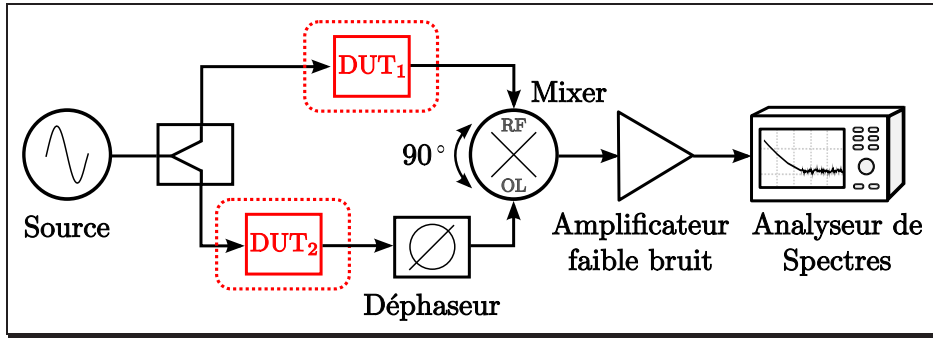 DUT₁
Mixer
RF
90°
OL
Source
DUT₂
Déphaseur
Amplificateur
faible bruit
Analyseur de
Spectres